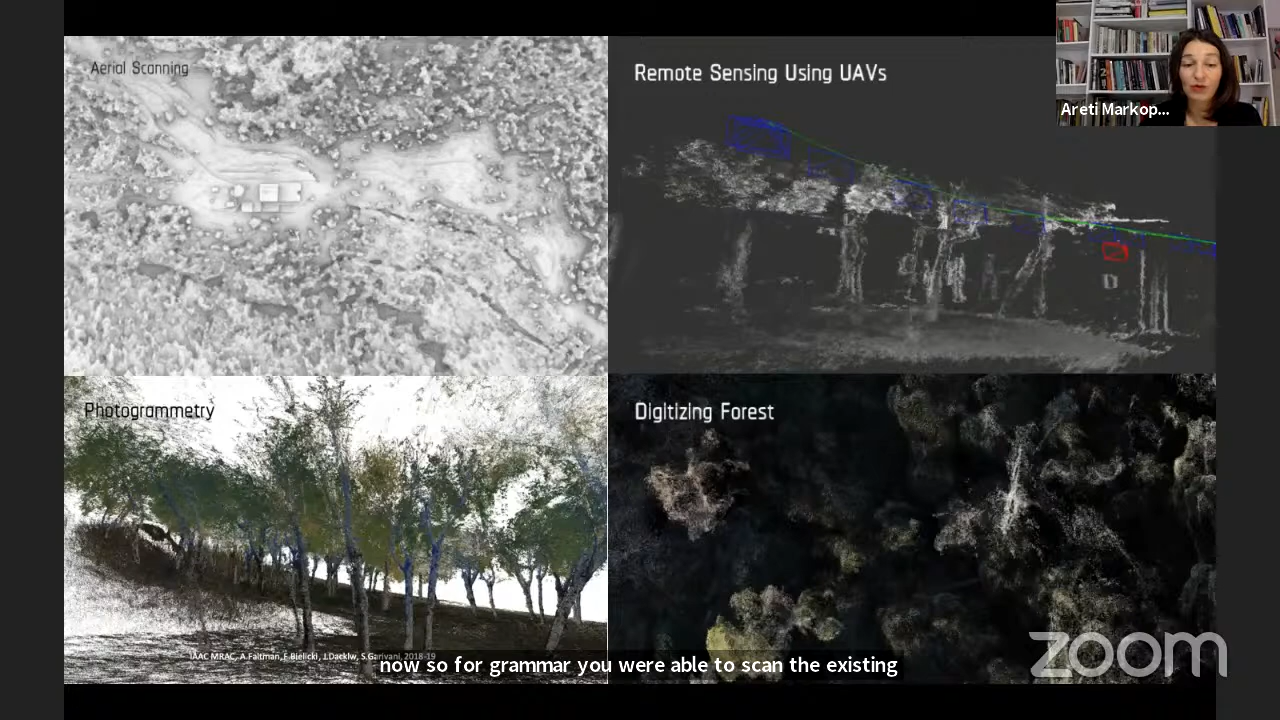 Aerial Scanning
Remote Sensing Using UAVs
Areti Markop...
Photogrammetry
Digitizing Forest
IAAC MRAC, A.Faltman, F.Bielicki, J.Dacklw, S.Garivani, 2018-19
now so for grammar you were able to scan the existing
zoom